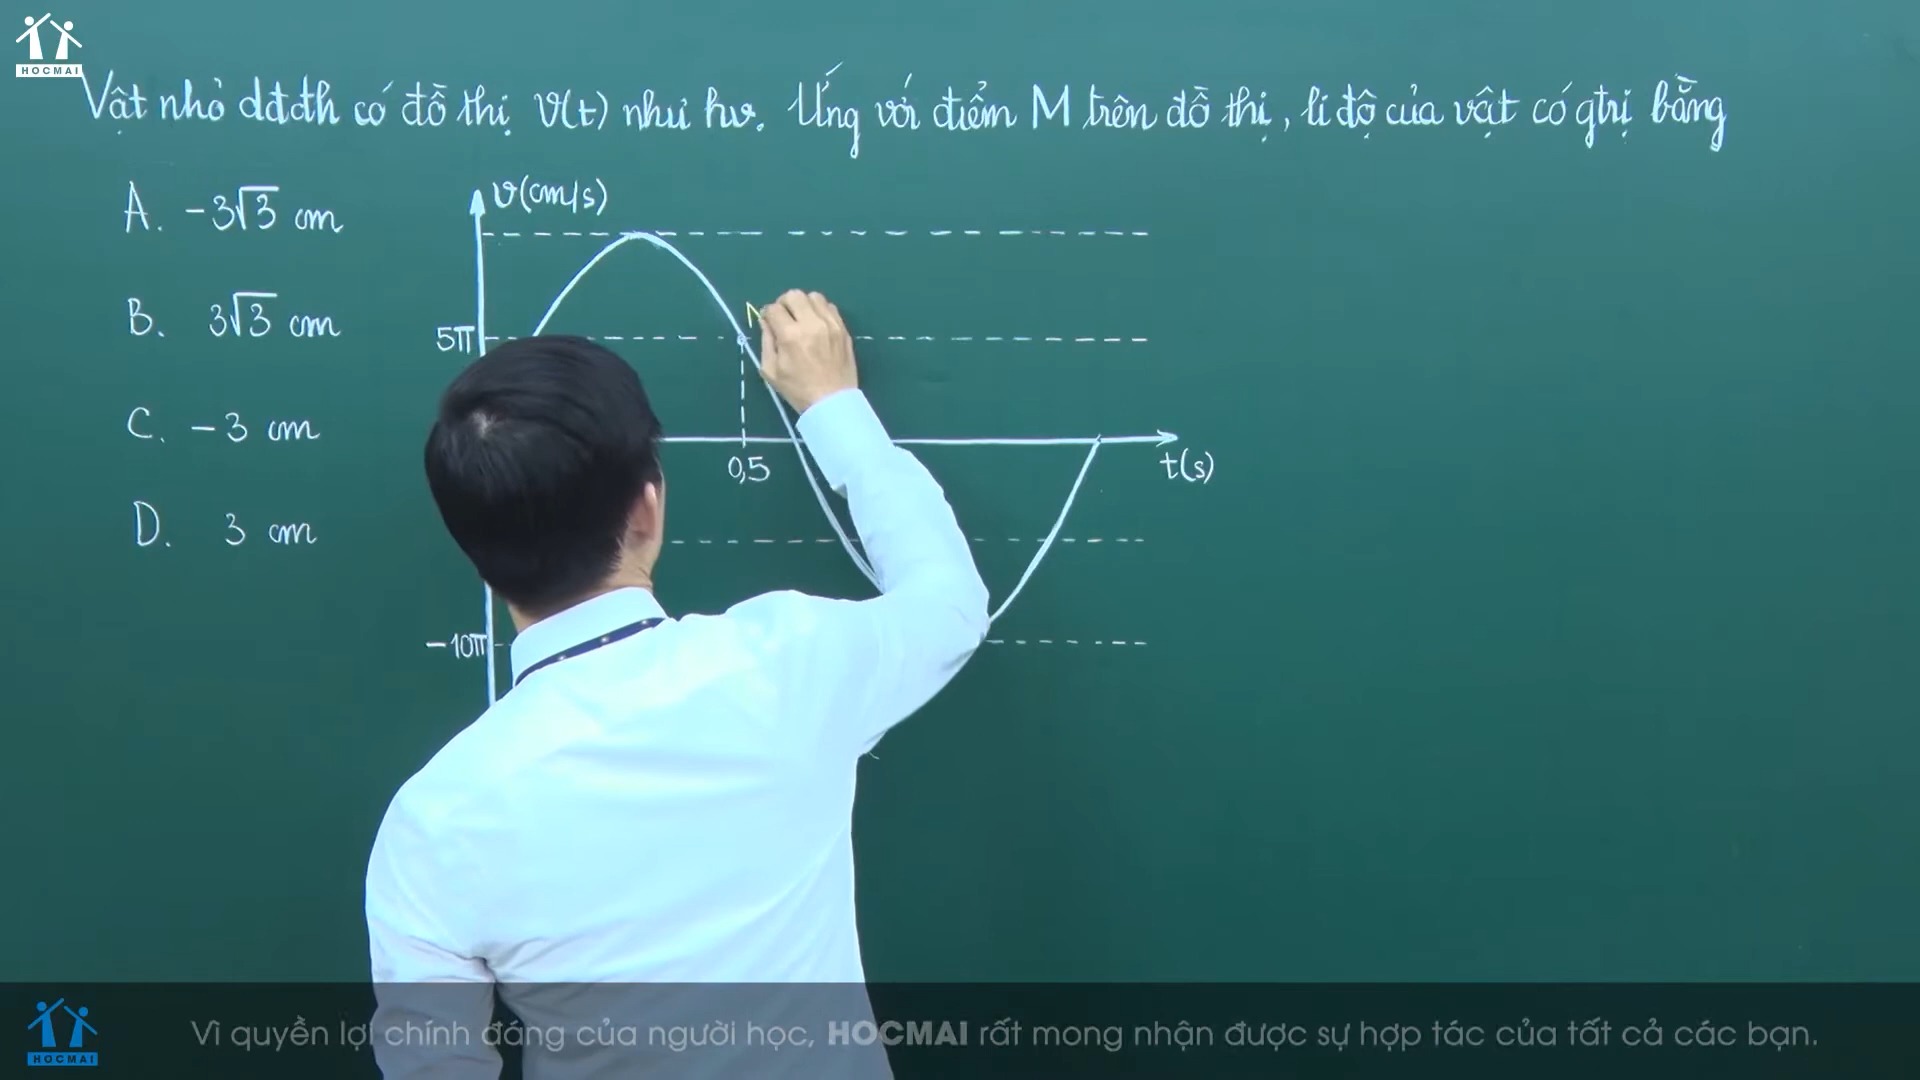 HOCMAI
Vật nhỏ dđđh có đồ thị v(t) như hv. Ứng với điểm M trên đồ thị, li độ của vật có gtrị bằng
A. -3√3 cm
B. 3√3 cm
C. -3 cm
D. 3 cm
v(cm/s)
5π
0,5
t(s)
-10π
HOCMAI
Vì quyền lợi chính đáng của người học, HOCMAI rất mong nhận được sự hợp tác của tất cả các bạn.